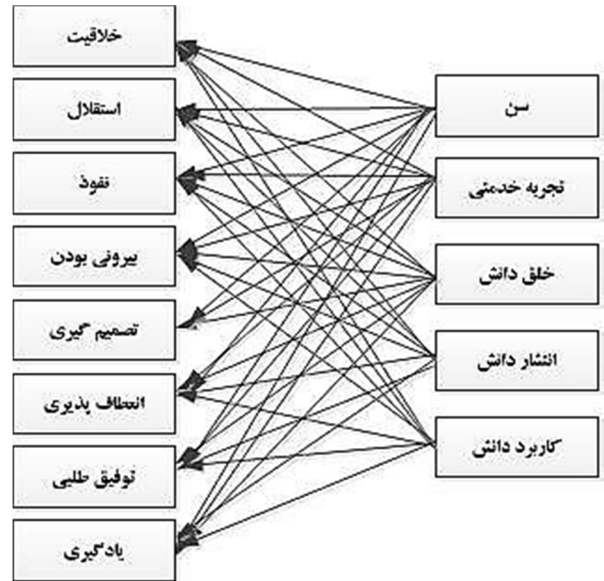 سن
تجربه خدمتی
خلق دانش
انتشار دانش
کاربرد دانش
خلاقیت
استقلال
نفوذ
بیرونی بودن
تصمیم گیری
انعطاف پذیری
توفیق طلبی
یادگیری